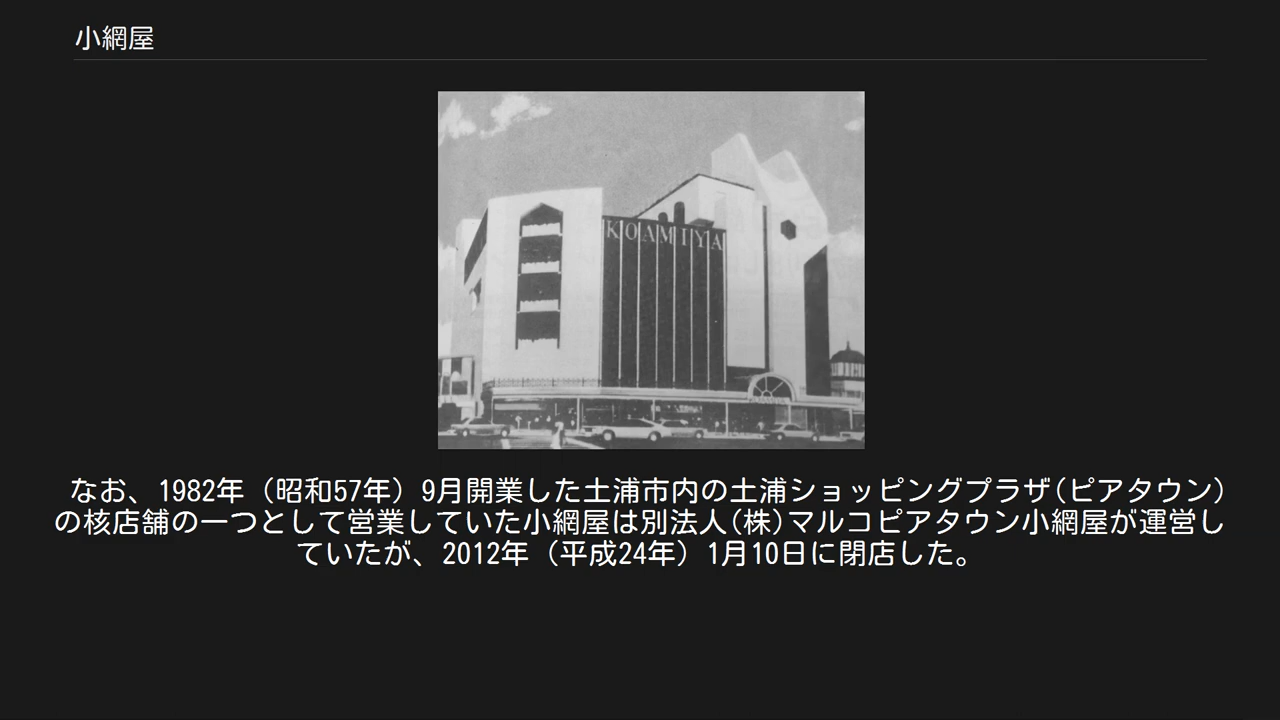 小網屋
KOAMIYA
なお、1982年（昭和57年）9月開業した土浦市内の土浦ショッピングプラザ(ピアタウン)
の核店舗の一つとして営業していた小網屋は別法人(株)マルコピアタウン小網屋が運営し
ていたが、2012年（平成24年）1月10日に閉店した。